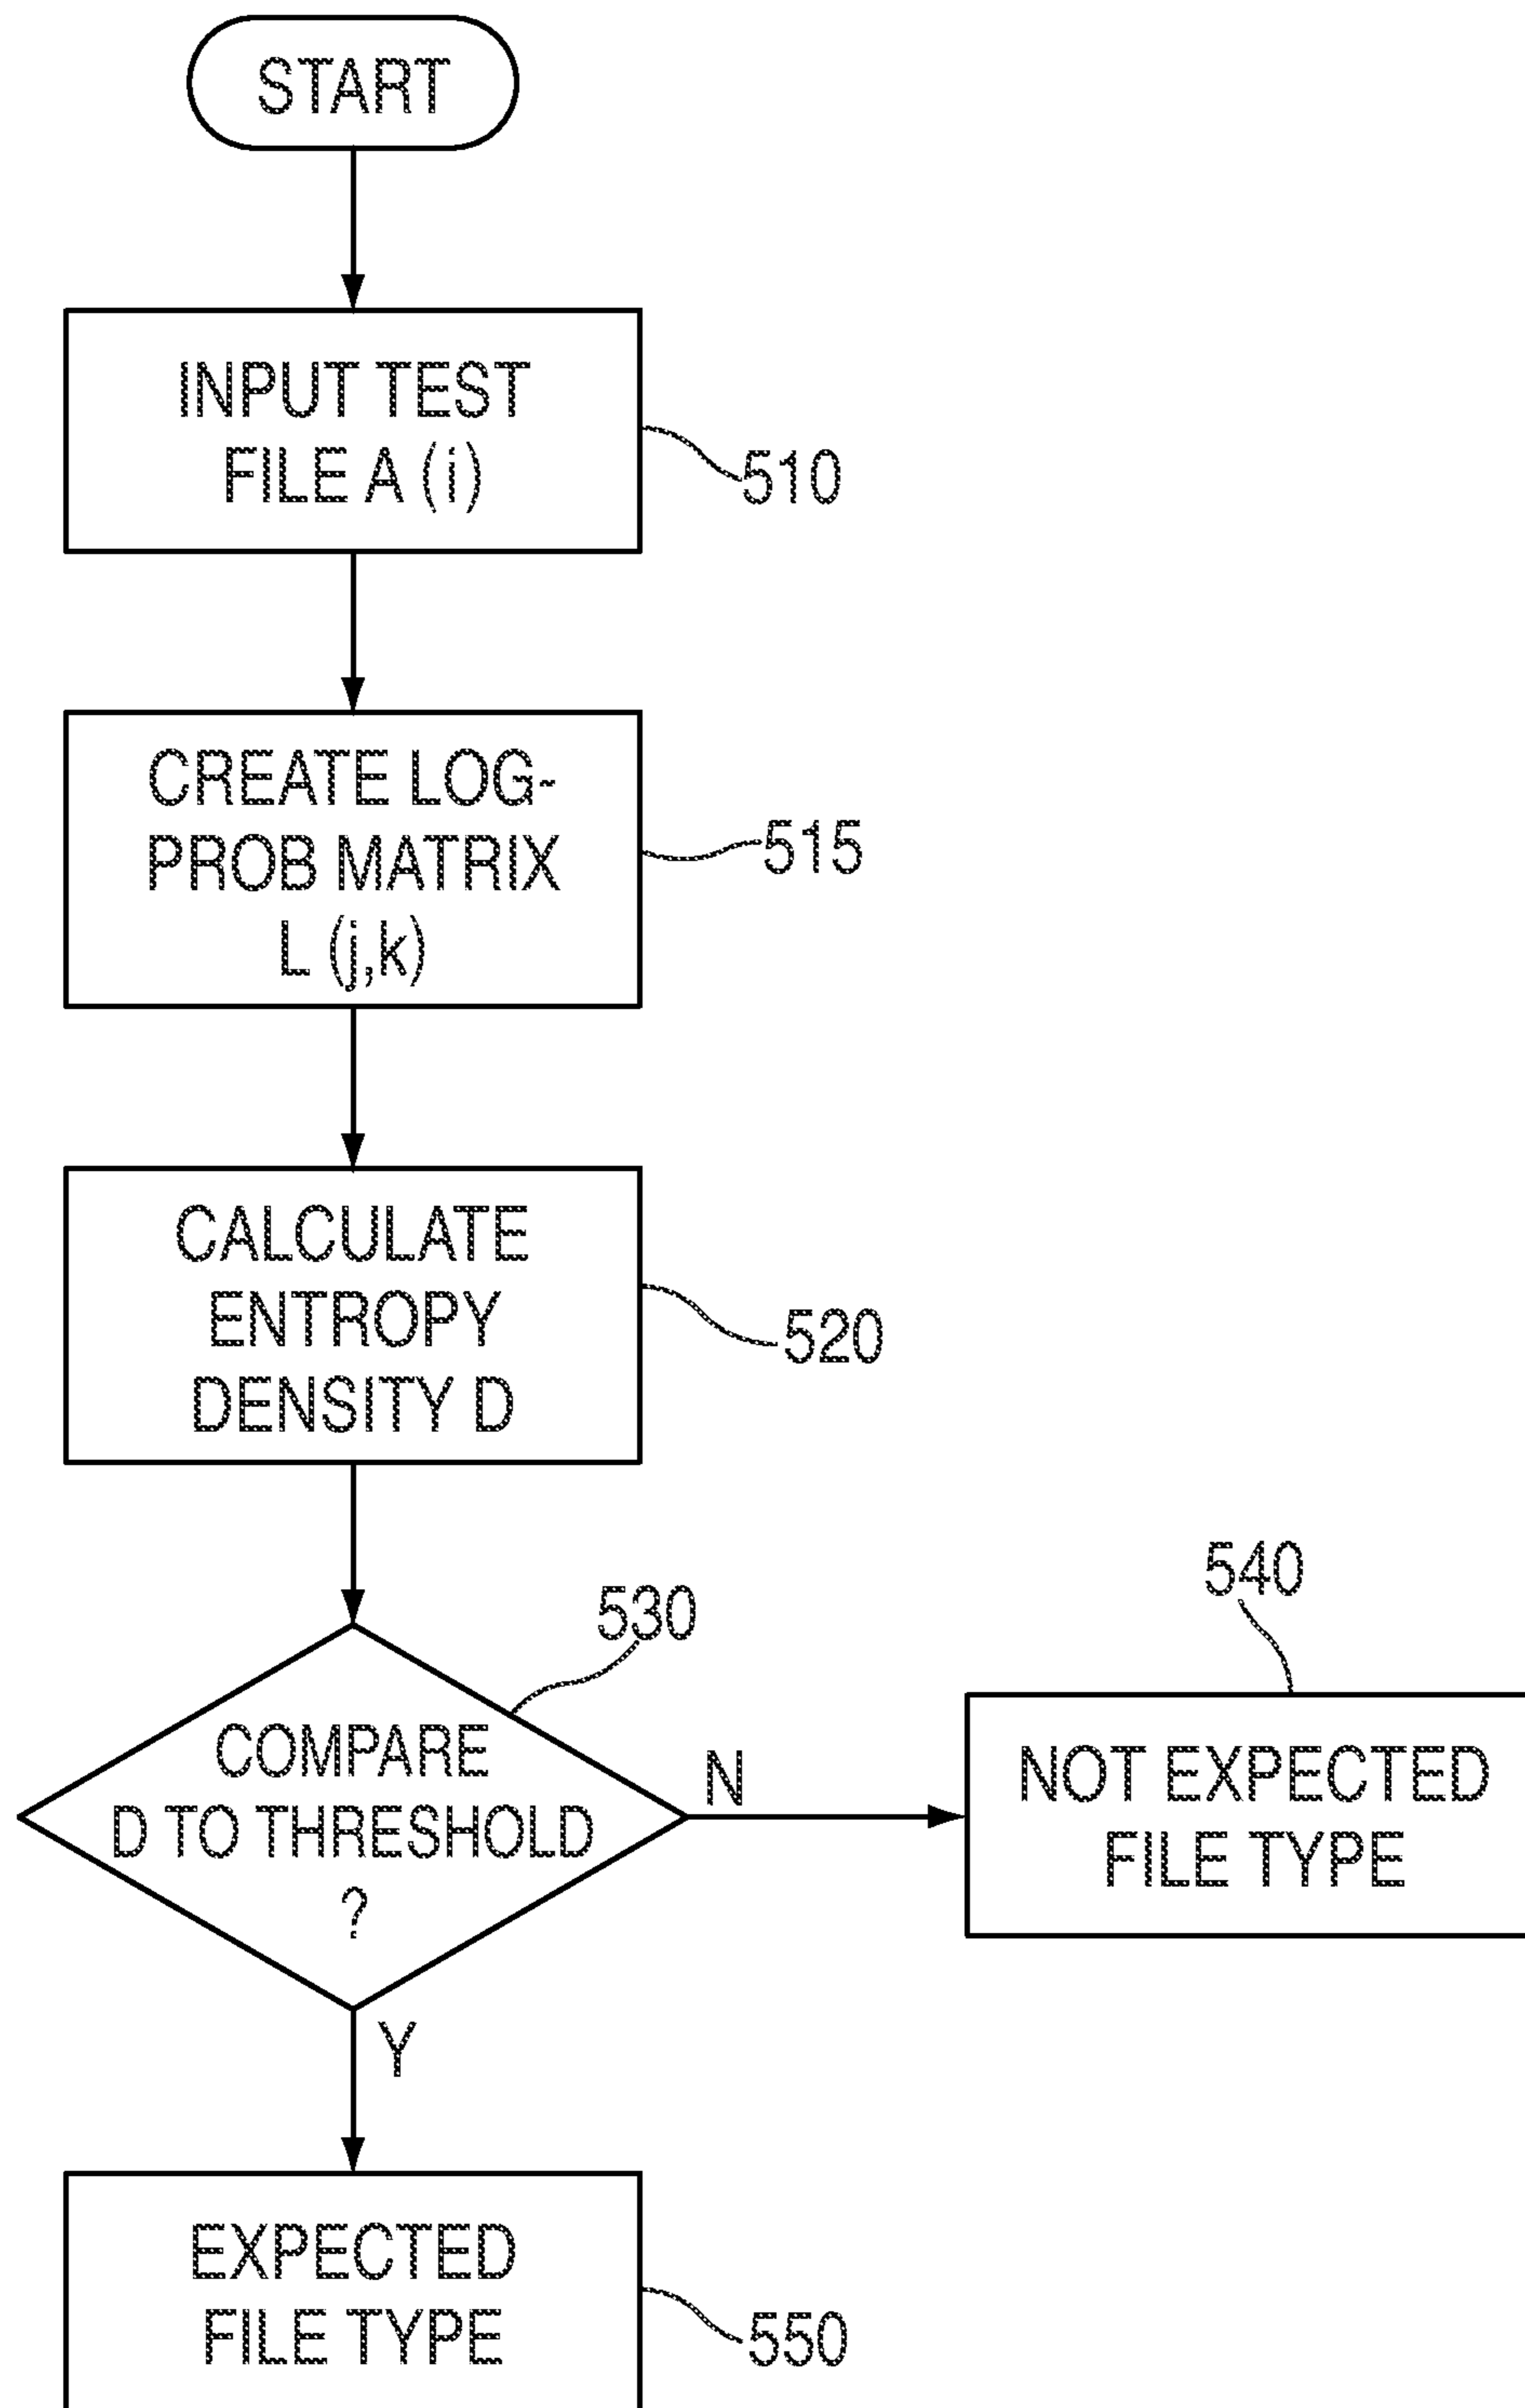 START
INPUT TEST
FILE A (i)
510
CREATE LOG-
PROB MATRIX
L (j,k)
515
CALCULATE
ENTROPY
DENSITY D
520
530
COMPARE
D TO THRESHOLD
?
N
540
NOT EXPECTED
FILE TYPE
Y
EXPECTED
FILE TYPE
550